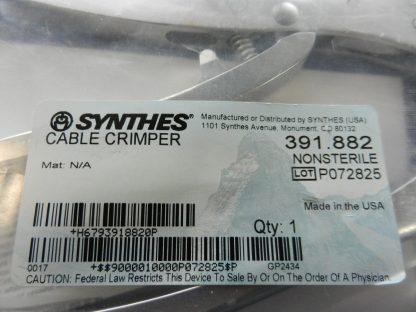 SYNTHES®
Manufactured or Distributed by SYNTHES (USA)
1101 Synthes Avenue, Monument, CO 80132
CABLE CRIMPER
391.882
NONSTERILE
Mat: N/A
LOT P072825
Made in the USA
+H6793918820P
Qty: 1
0017
+$$9000010000P072825$P
GP2434
CAUTION: Federal Law Restricts This Device To Sale By Or On The Order Of A Physician